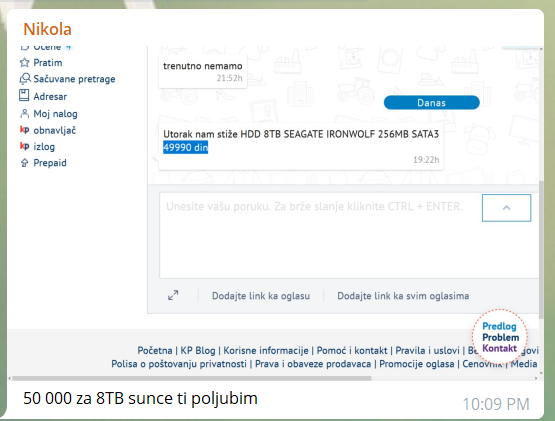 Nikola
Ocene 4
Pratim
Sačuvane pretrage
Adresar
Moj nalog
kp obnavljač
kp izlog
Prepaid
trenutno nemamo
21:52h
Danas
Utorak nam stiže HDD 8TB SEAGATE IRONWOLF 256MB SATA3
49990 din
19:22h
Unesite vašu poruku. Za brže slanje kliknite CTRL + ENTER.
Dodajte link ka oglasu
Dodajte link ka svim oglasima
Predlog
Problem
Kontakt
Početna | KP Blog | Korisne informacije | Pomoć i kontakt | Pravila i uslovi |
Polisa o poštovanju privatnosti | Prava i obaveze prodavaca | Promocije oglasa | Cenovnik | Media
50 000 za 8TB sunce ti poljubim
10:09 PM